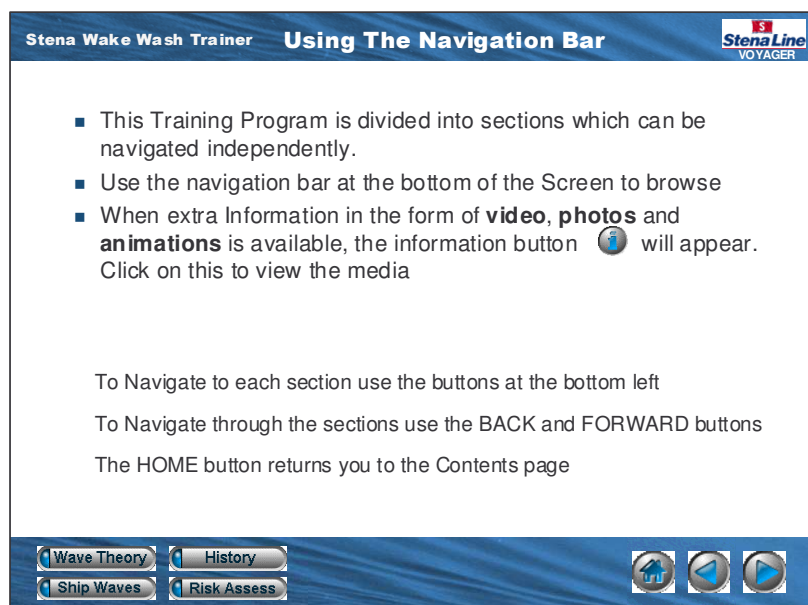 Stena Wake Wash Trainer Using The Navigation Bar
S
Stena Line
VOYAGER
This Training Program is divided into sections which can be
navigated independently.
Use the navigation bar at the bottom of the Screen to browse
When extra Information in the form of video, photos and
animations is available, the information button i will appear.
Click on this to view the media
To Navigate to each section use the buttons at the bottom left
To Navigate through the sections use the BACK and FORWARD buttons
The HOME button returns you to the Contents page
Wave Theory History
Ship Waves Risk Assess